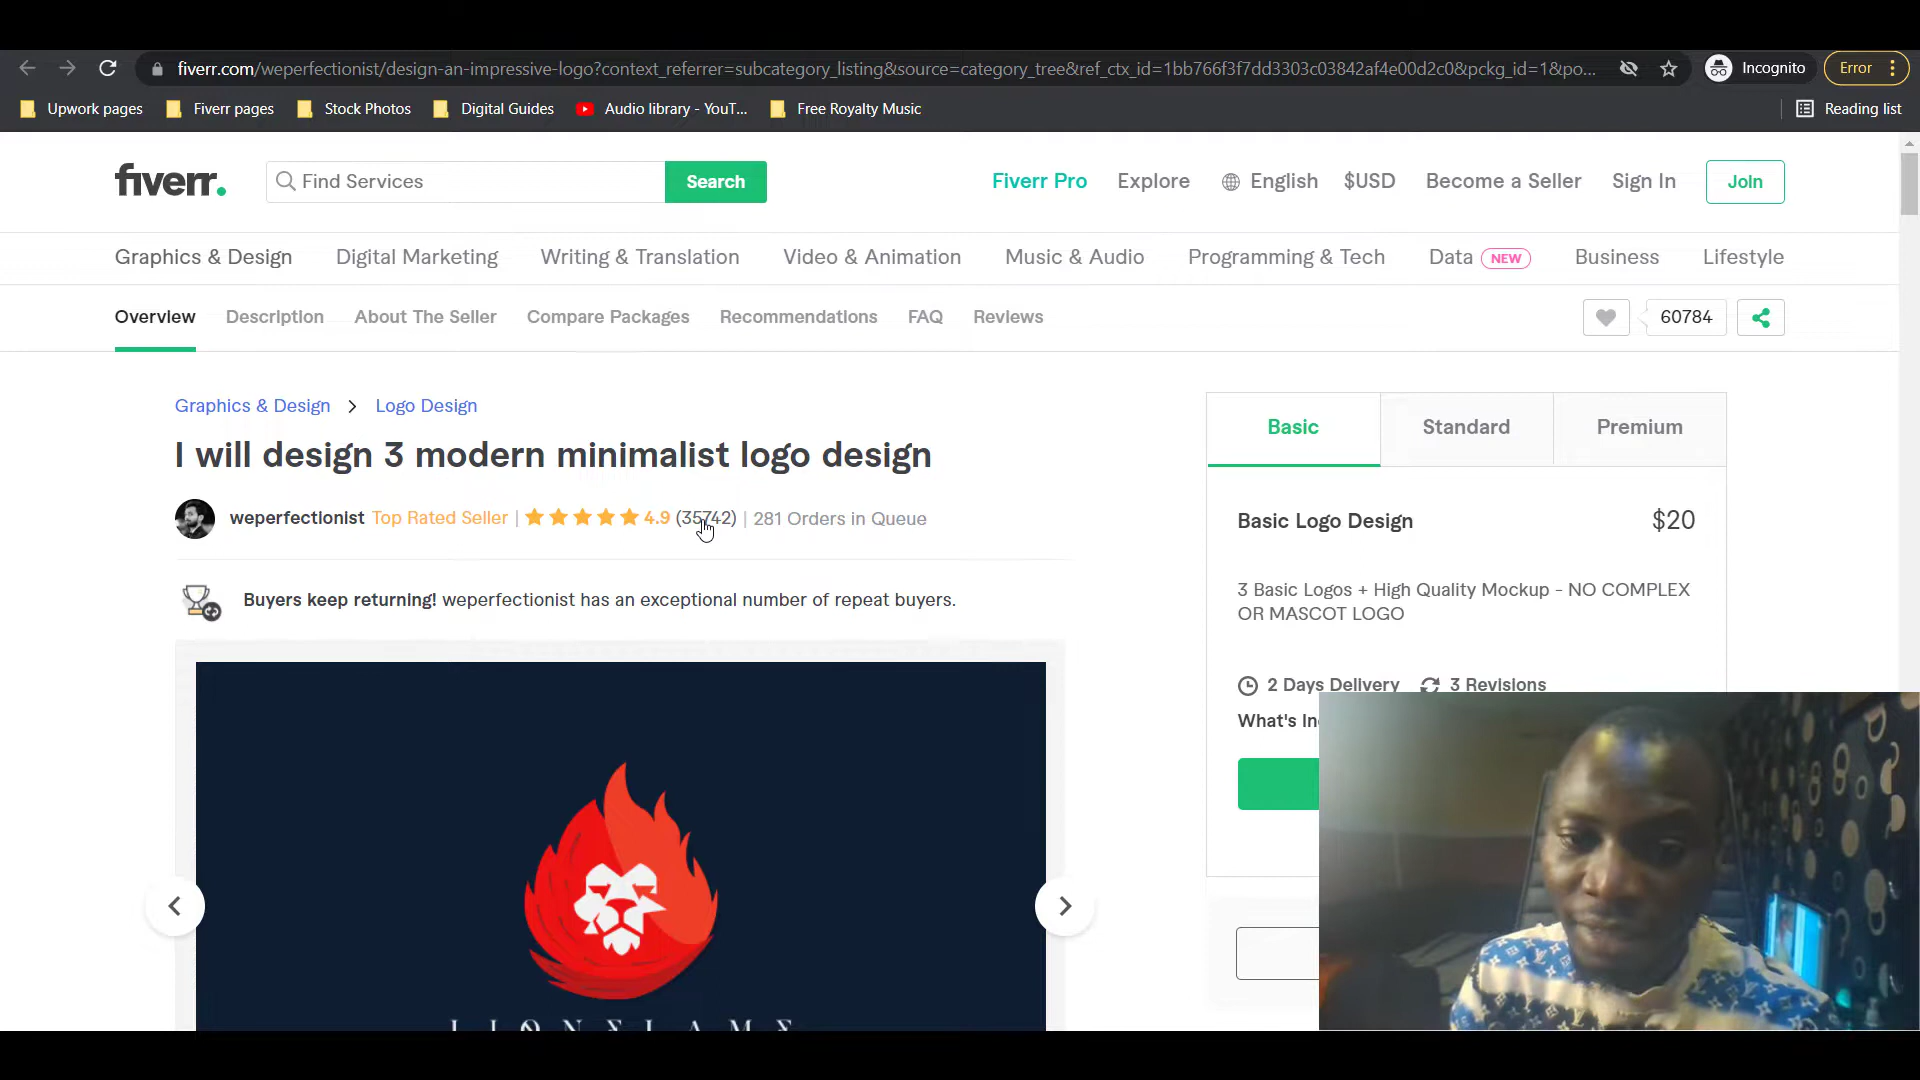 fiverr.com/weperfectionist/design-an-impressive-logo?context_referrer=subcategory_listing&source=category_tree&ref_ctx_id=1bb766f3f7dd3303c03842af4e00d2c0&pckg_id=1&po...
Incognito
Error
Upwork pages
Fiverr pages
Stock Photos
Digital Guides
Audio library - YouT...
Free Royalty Music
Reading list
fiverr.
Find Services
Search
Fiverr Pro
Explore
English
$USD
Become a Seller
Sign In
Join
Graphics & Design
Digital Marketing
Writing & Translation
Video & Animation
Music & Audio
Programming & Tech
Data NEW
Business
Lifestyle
Overview
Description
About The Seller
Compare Packages
Recommendations
FAQ
Reviews
60784
Graphics & Design > Logo Design
I will design 3 modern minimalist logo design
weperfectionist Top Rated Seller | 4.9 (35742) | 281 Orders in Queue
Buyers keep returning! weperfectionist has an exceptional number of repeat buyers.
Basic
Standard
Premium
Basic Logo Design
$20
3 Basic Logos + High Quality Mockup - NO COMPLEX
OR MASCOT LOGO
2 Days Delivery
3 Revisions
What's In